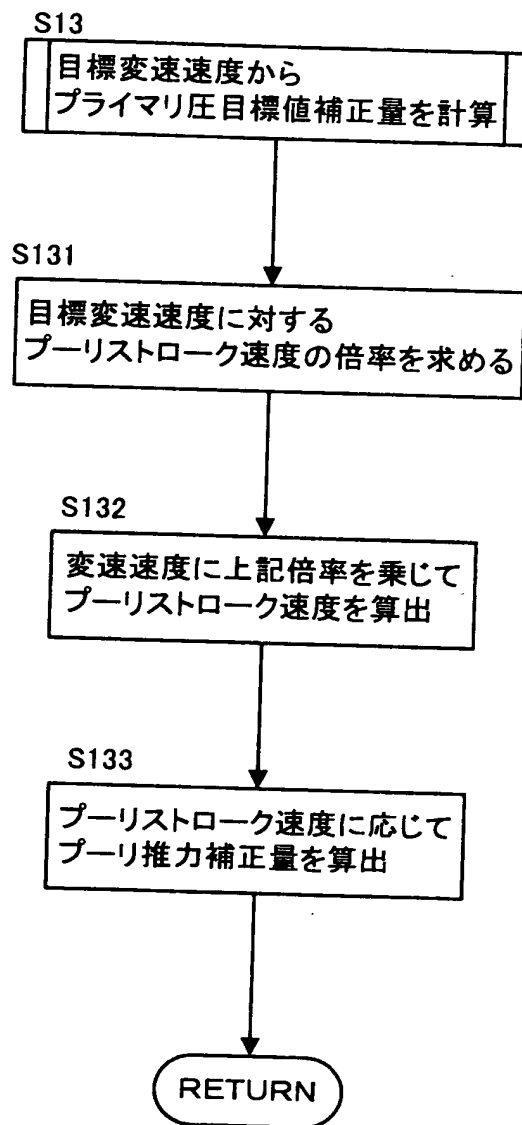 S13
目標変速速度から
プライマリ圧目標値補正量を計算
S131
目標変速速度に対する
プーリストローク速度の倍率を求める
S132
変速速度に上記倍率を乗じて
プーリストローク速度を算出
S133
プーリストローク速度に応じて
プーリ推力補正量を算出
RETURN